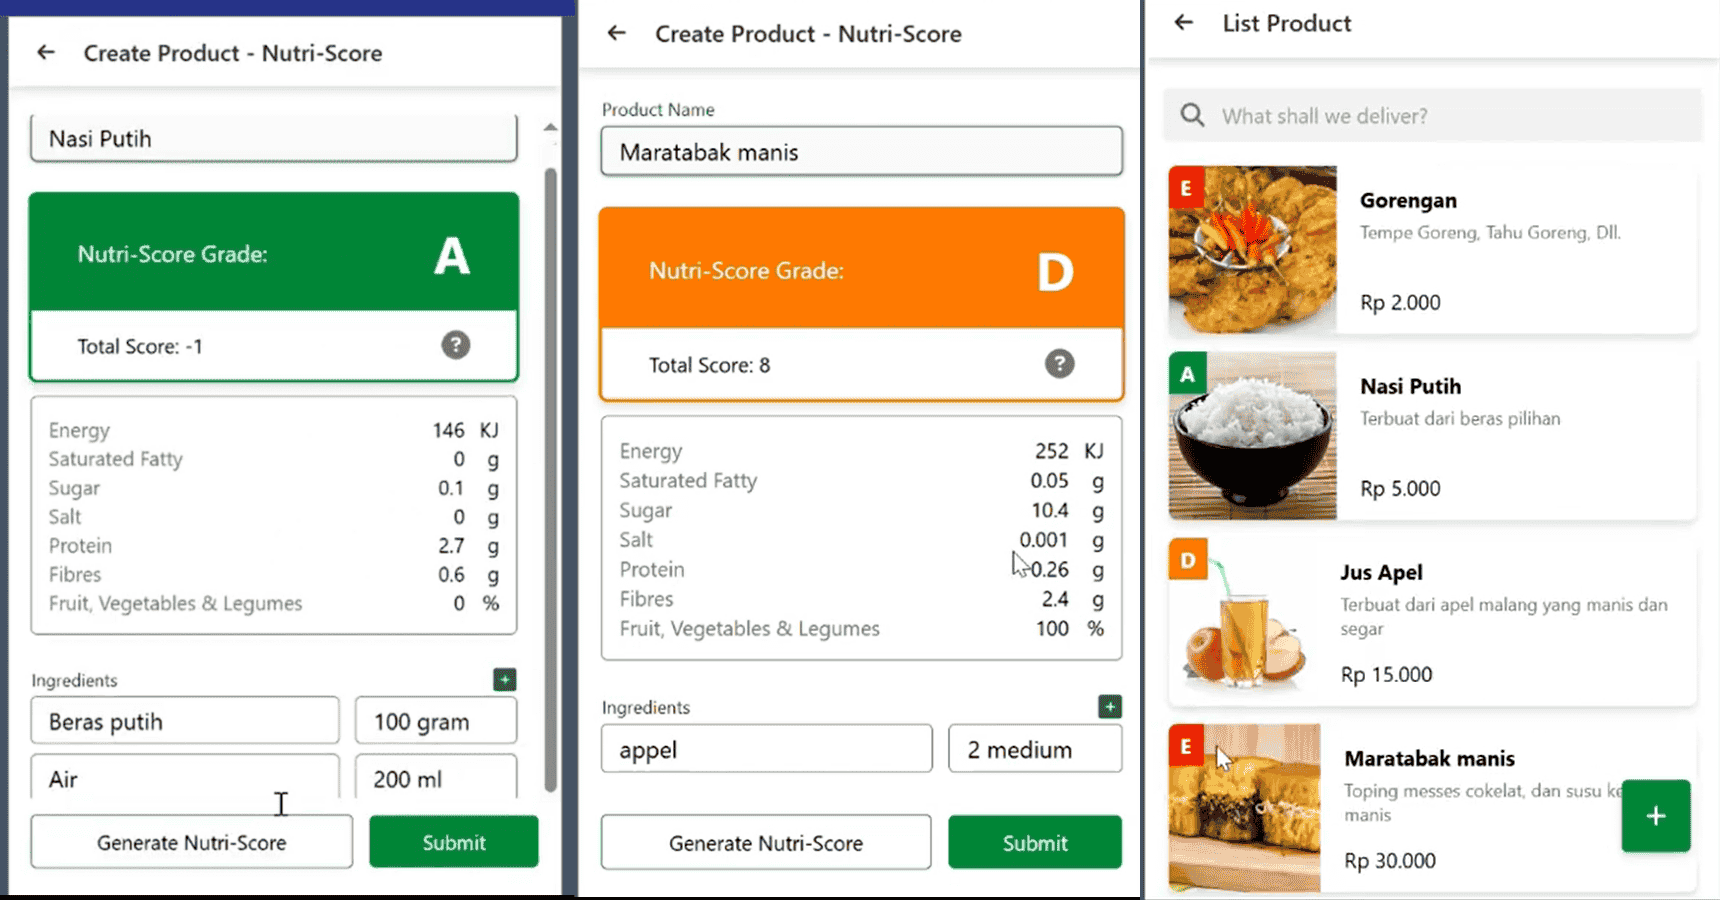 Create Product - Nutri-Score
Nasi Putih
Nutri-Score Grade: A
Total Score: -1 ?
Energy 146 KJ
Saturated Fatty 0 g
Sugar 0.1 g
Salt 0 g
Protein 2.7 g
Fibres 0.6 g
Fruit, Vegetables & Legumes 0 %
Ingredients +
Beras putih 100 gram
Air 200 ml
Generate Nutri-Score Submit
Create Product - Nutri-Score
Product Name
Maratabak manis
Nutri-Score Grade: D
Total Score: 8 ?
Energy 252 KJ
Saturated Fatty 0.05 g
Sugar 10.4 g
Salt 0.001 g
Protein 0.26 g
Fibres 2.4 g
Fruit, Vegetables & Legumes 100 %
Ingredients +
appel 2 medium
Generate Nutri-Score Submit
List Product
What shall we deliver?
E
Gorengan
Tempe Goreng, Tahu Goreng, Dll.
Rp 2.000
A
Nasi Putih
Terbuat dari beras pilihan
Rp 5.000
D
Jus Apel
Terbuat dari apel malang yang manis dan
segar
Rp 15.000
E
Maratabak manis
Toping messes cokelat, dan susu ke
manis
Rp 30.000
+